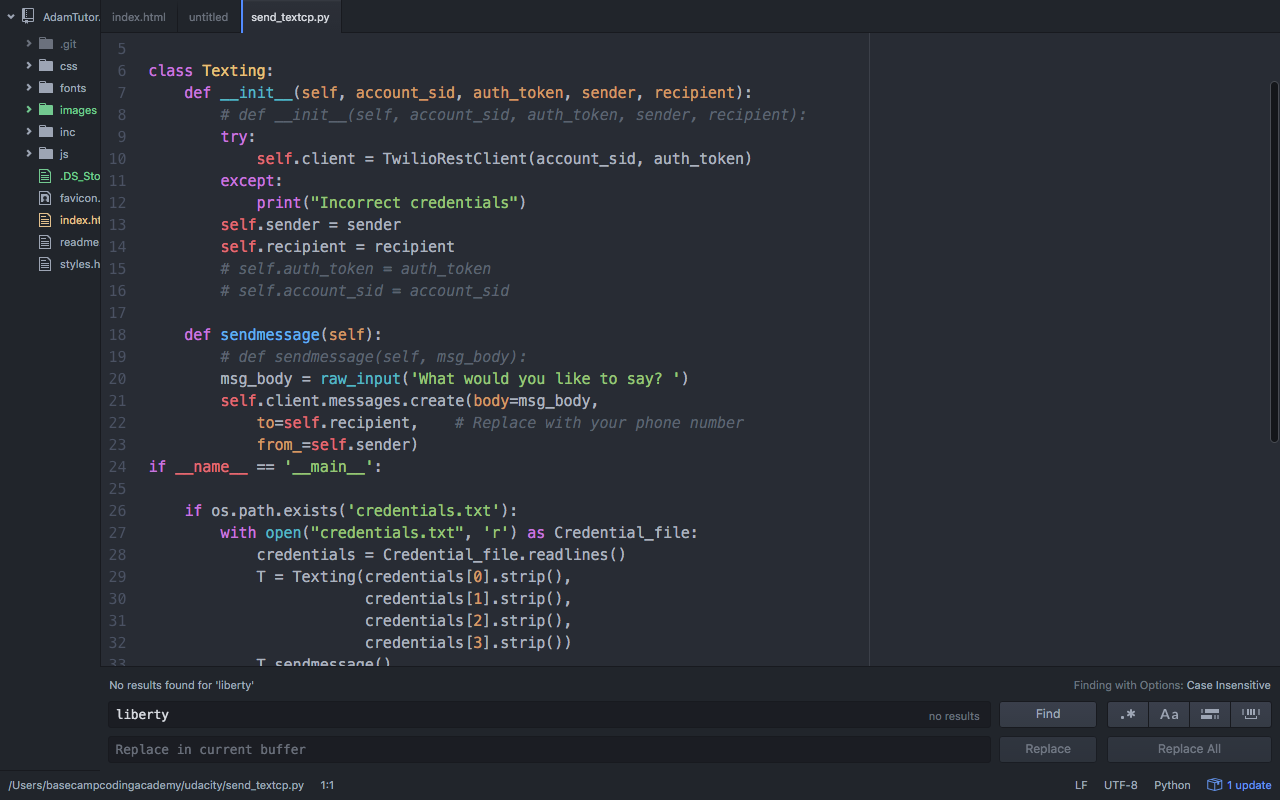 AdamTutor.
index.html
untitled
send_textcp.py
.git
css
fonts
images
inc
js
.DS_Sto
favicon.
index.ht
readme
styles.h
5
6 class Texting:
7 def __init__(self, account_sid, auth_token, sender, recipient):
8 # def __init__(self, account_sid, auth_token, sender, recipient):
9 try:
10 self.client = TwilioRestClient(account_sid, auth_token)
11 except:
12 print("Incorrect credentials")
13 self.sender = sender
14 self.recipient = recipient
15 # self.auth_token = auth_token
16 # self.account_sid = account_sid
17
18 def sendmessage(self):
19 # def sendmessage(self, msg_body):
20 msg_body = raw_input('What would you like to say? ')
21 self.client.messages.create(body=msg_body,
22 to=self.recipient, # Replace with your phone number
23 from_=self.sender)
24 if __name__ == '__main__':
25
26 if os.path.exists('credentials.txt'):
27 with open("credentials.txt", 'r') as Credential_file:
28 credentials = Credential_file.readlines()
29 T = Texting(credentials[0].strip(),
30 credentials[1].strip(),
31 credentials[2].strip(),
32 credentials[3].strip())
33 T.sendmessage()
No results found for 'liberty'
Finding with Options: Case Insensitive
liberty
no results
Find
.*
Aa
Replace in current buffer
Replace
Replace All
/Users/basecampcodingacademy/udacity/send_textcp.py 1:1
LF UTF-8 Python 1 update